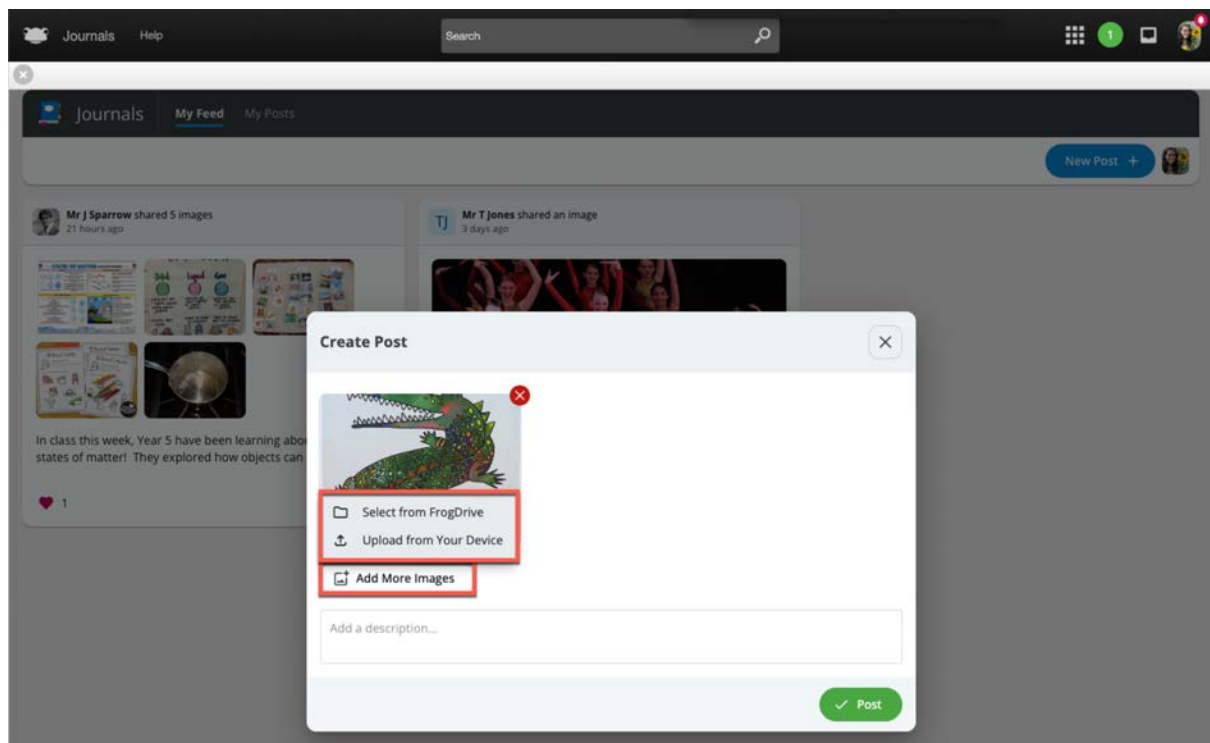 Journals Help Search 1
Journals My Feed My Posts
New Post +
Mr J Sparrow shared 5 images
21 hours ago
TJ Mr T Jones shared an image
3 days ago
In class this week, Year 5 have been learning abo
states of matter! They explored how objects can
1
Create Post
Select from FrogDrive
Upload from Your Device
Add More Images
Add a description...
Post